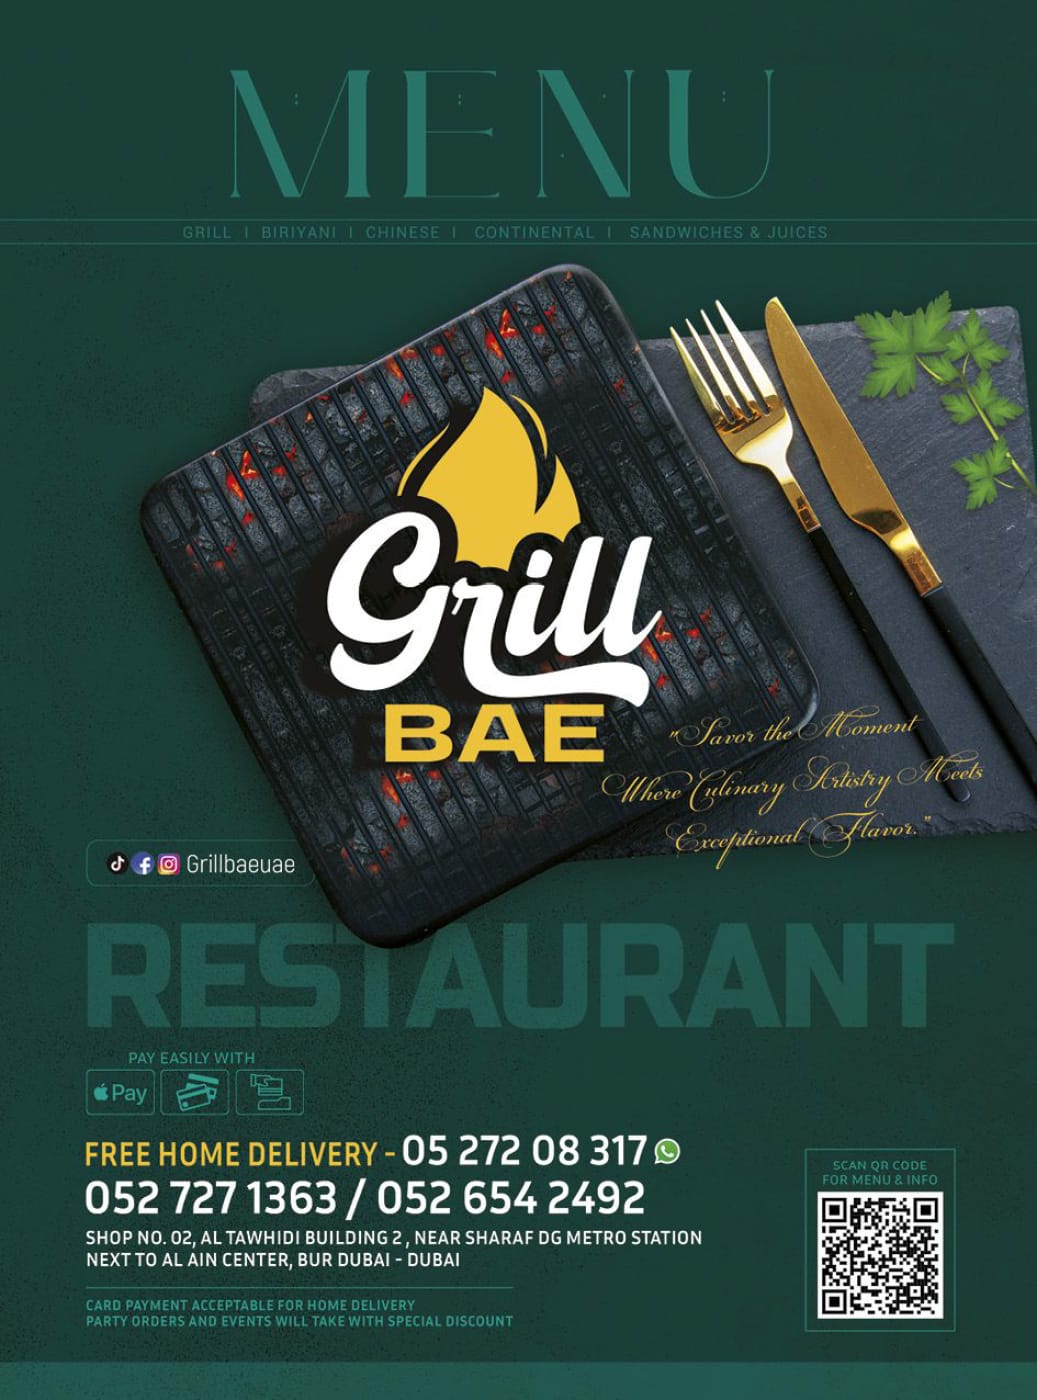 MENU
GRILL | BIRIYANI | CHINESE | CONTINENTAL | SANDWICHES & JUICES
Grill
BAE
"Savor the Moment
Where Culinary Artistry Meets
Exceptional Flavor."
Grillbaeuae
RESTAURANT
PAY EASILY WITH
Pay
FREE HOME DELIVERY - 05 272 08 317
052 727 1363 / 052 654 2492
SHOP NO. 02, AL TAWHIDI BUILDING 2 , NEAR SHARAF DG METRO STATION
NEXT TO AL AIN CENTER, BUR DUBAI - DUBAI
CARD PAYMENT ACCEPTABLE FOR HOME DELIVERY
PARTY ORDERS AND EVENTS WILL TAKE WITH SPECIAL DISCOUNT
SCAN QR CODE
FOR MENU & INFO